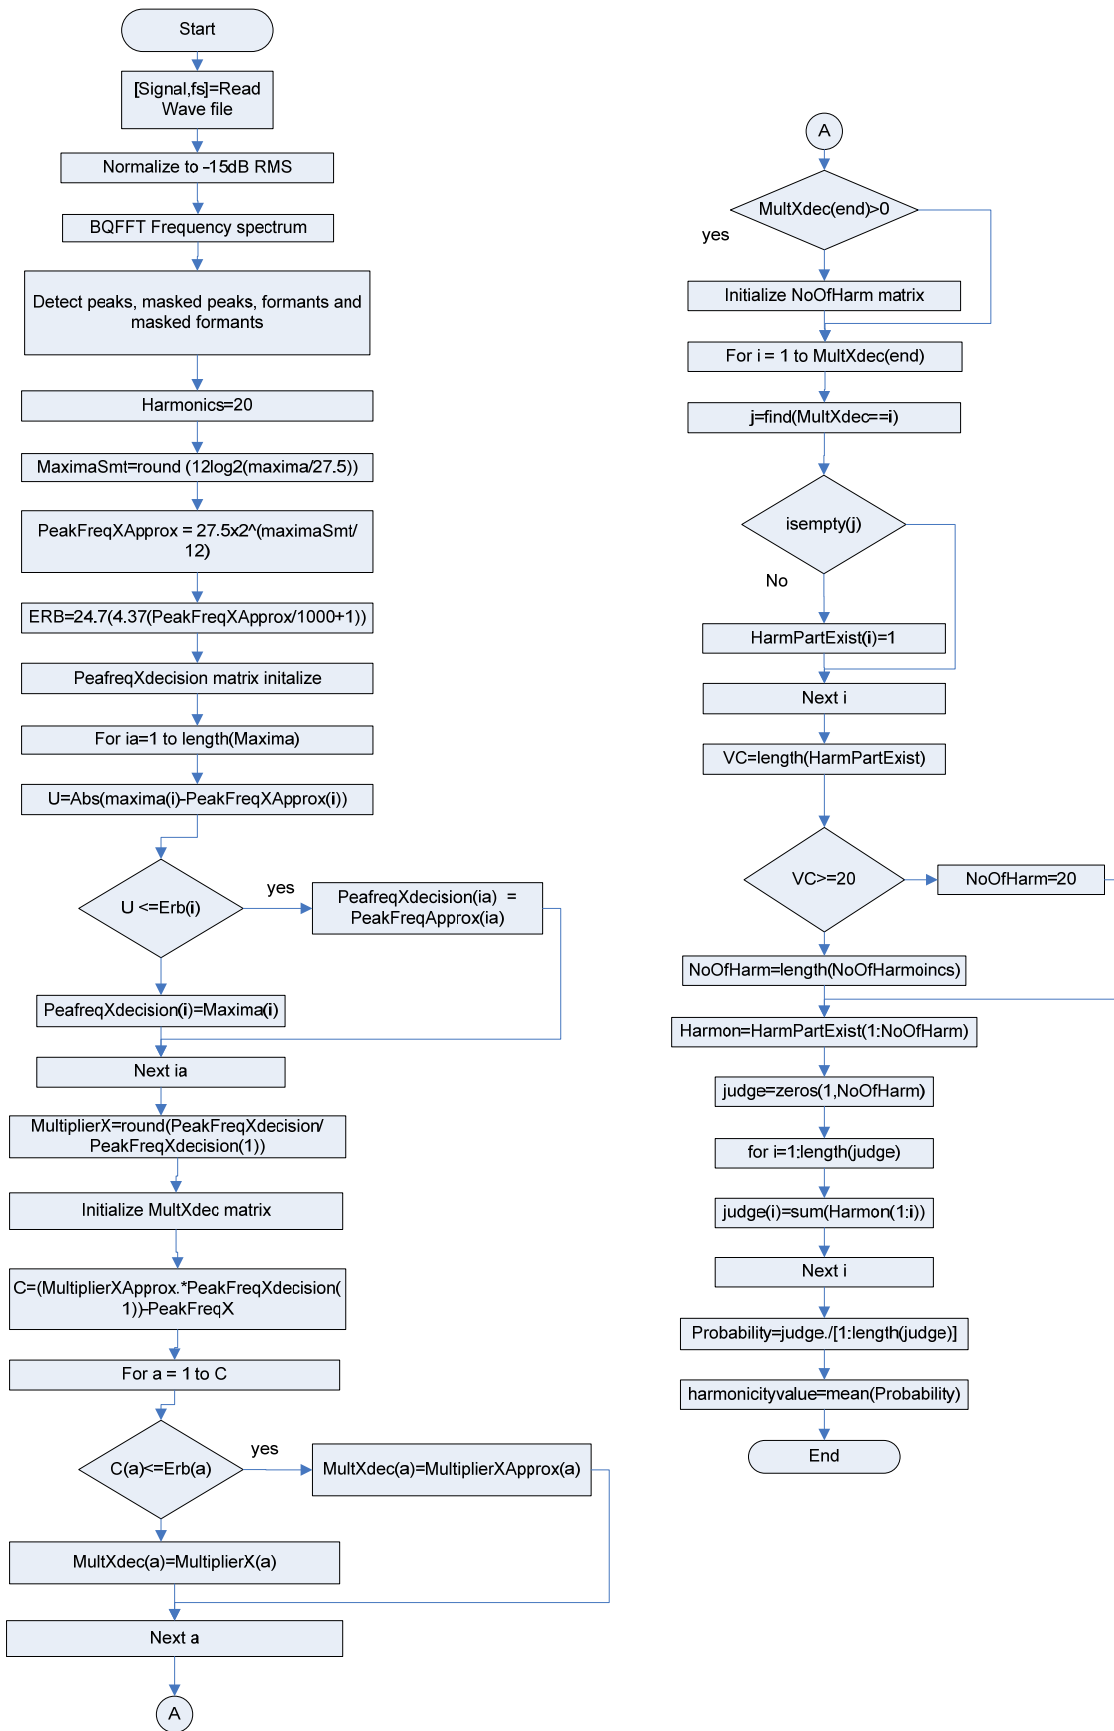 Start
[Signal,fs]=Read
Wave file
Normalize to -15dB RMS
BQFFT Frequency spectrum
Detect peaks, masked peaks, formants and
masked formants
Harmonics=20
MaximaSmt=round (12log2(maxima/27.5))
PeakFreqXApprox = 27.5x2^(maximaSmt/
12)
ERB=24.7(4.37(PeakFreqXApprox/1000+1))
PeafreqXdecision matrix initalize
For ia=1 to length(Maxima)
U=Abs(maxima(i)-PeakFreqXApprox(i))
U <=Erb(i)
yes
PeafreqXdecision(ia) =
PeakFreqApprox(ia)
PeafreqXdecision(i)=Maxima(i)
Next ia
MultiplierX=round(PeakFreqXdecision/
PeakFreqXdecision(1))
Initialize MultXdec matrix
C=(MultiplierXApprox.*PeakFreqXdecision(
1))-PeakFreqX
For a = 1 to C
C(a)<=Erb(a)
yes
MultXdec(a)=MultiplierXApprox(a)
MultXdec(a)=MultiplierX(a)
Next a
A
A
MultXdec(end)>0
yes
Initialize NoOfHarm matrix
For i = 1 to MultXdec(end)
j=find(MultXdec==i)
isempty(j)
No
HarmPartExist(i)=1
Next i
VC=length(HarmPartExist)
VC>=20
NoOfHarm=20
NoOfHarm=length(NoOfHarmoincs)
Harmon=HarmPartExist(1:NoOfHarm)
judge=zeros(1,NoOfHarm)
for i=1:length(judge)
judge(i)=sum(Harmon(1:i))
Next i
Probability=judge./[1:length(judge)]
harmonicityvalue=mean(Probability)
End